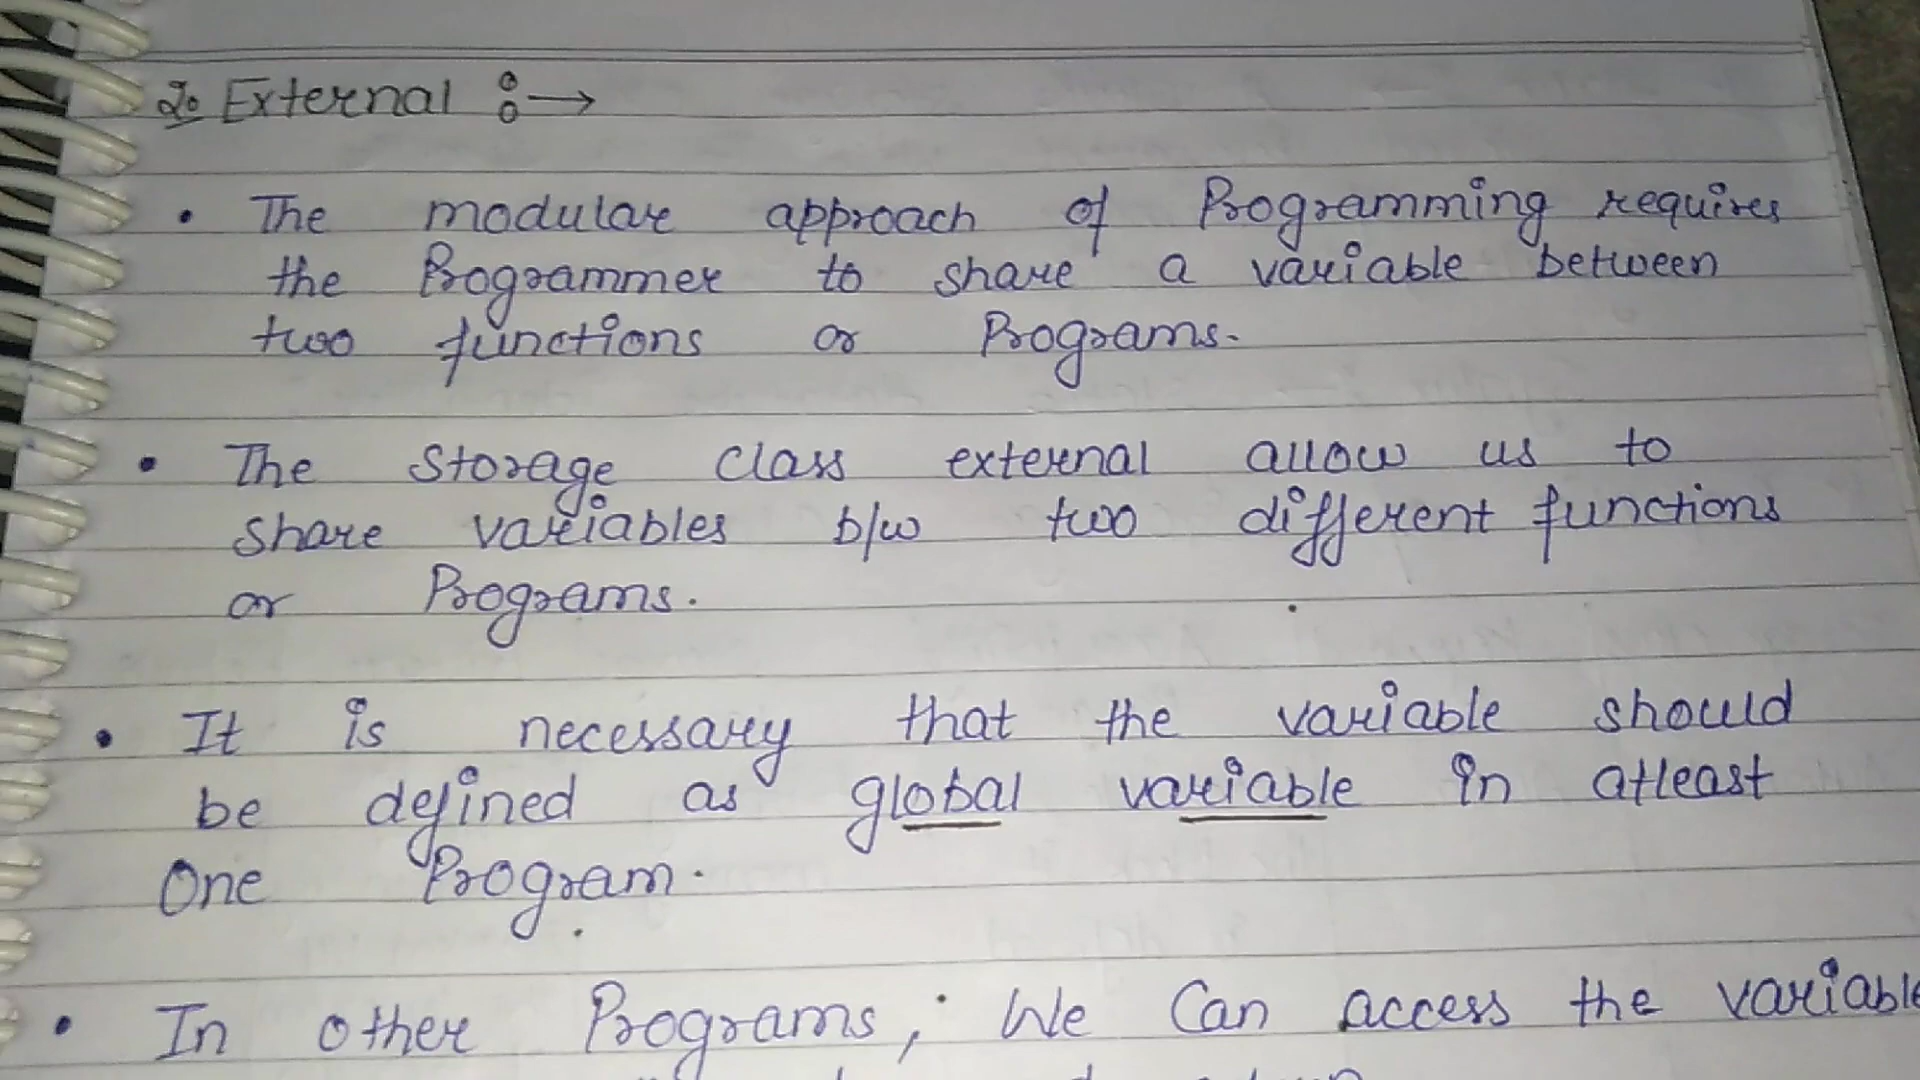 2. External :→
• The modular approach of Programming requires
the Programmer to share a variable between
two functions or Programs.
• The Storage class external allow us to
share variables b/w two different functions
or Programs.
• It is necessary that the variable should
be defined as global variable in atleast
One Program.
• In other Programs, We Can access the variable